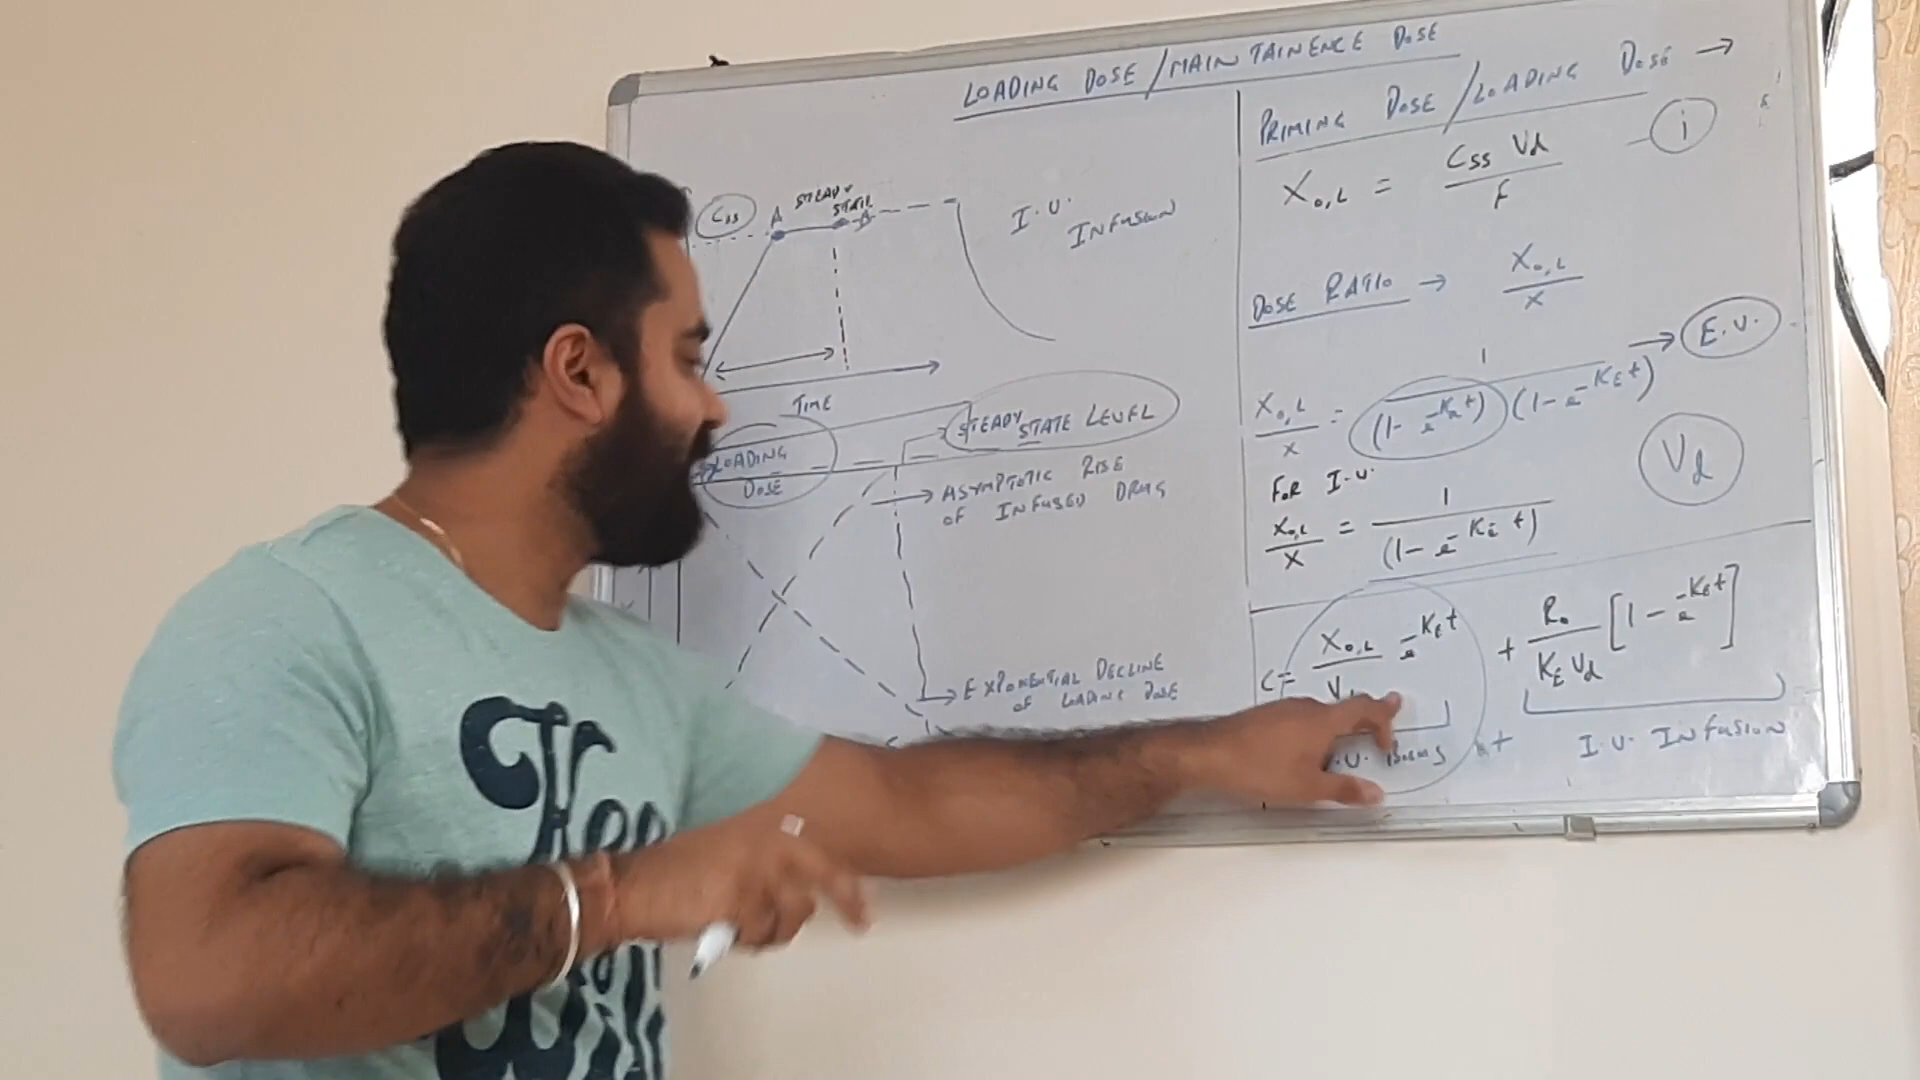 LOADING DOSE / MAINTAINENCE DOSE
Css
A
STEADY
STATE
I.V.
INFUSION
TIME
LOADING
DOSE
STEADY
STATE LEVEL
ASYMPTOTIC RISE
OF INFUSED DRUG
EXPONENTIAL DECLINE
OF LOADING DOSE
PRIMING DOSE / LOADING DOSE →
X₀,L = Css Vd / F — i
DOSE RATIO → X₀,L / X
X₀,L / X = 1 / (1 - e^-Ka t) (1 - e^-KE t) → E.V.
Vd
FOR I.V.
X₀,L / X = 1 / (1 - e^-KE t)
C = X₀,L / Vd e^-KE t + R₀ / KE Vd [1 - e^-KE t]
I.V. Bolus + I.V. INFUSION